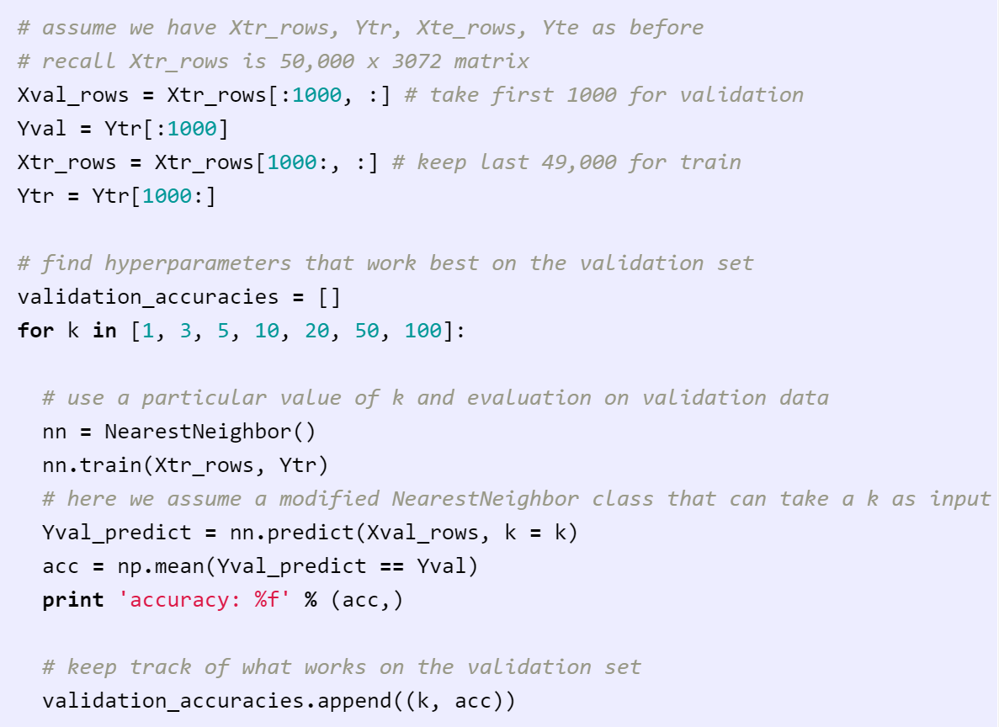 # assume we have Xtr_rows, Ytr, Xte_rows, Yte as before
# recall Xtr_rows is 50,000 x 3072 matrix
Xval_rows = Xtr_rows[:1000, :] # take first 1000 for validation
Yval = Ytr[:1000]
Xtr_rows = Xtr_rows[1000:, :] # keep last 49,000 for train
Ytr = Ytr[1000:]

# find hyperparameters that work best on the validation set
validation_accuracies = []
for k in [1, 3, 5, 10, 20, 50, 100]:

  # use a particular value of k and evaluation on validation data
  nn = NearestNeighbor()
  nn.train(Xtr_rows, Ytr)
  # here we assume a modified NearestNeighbor class that can take a k as input
  Yval_predict = nn.predict(Xval_rows, k = k)
  acc = np.mean(Yval_predict == Yval)
  print 'accuracy: %f' % (acc,)

  # keep track of what works on the validation set
  validation_accuracies.append((k, acc))